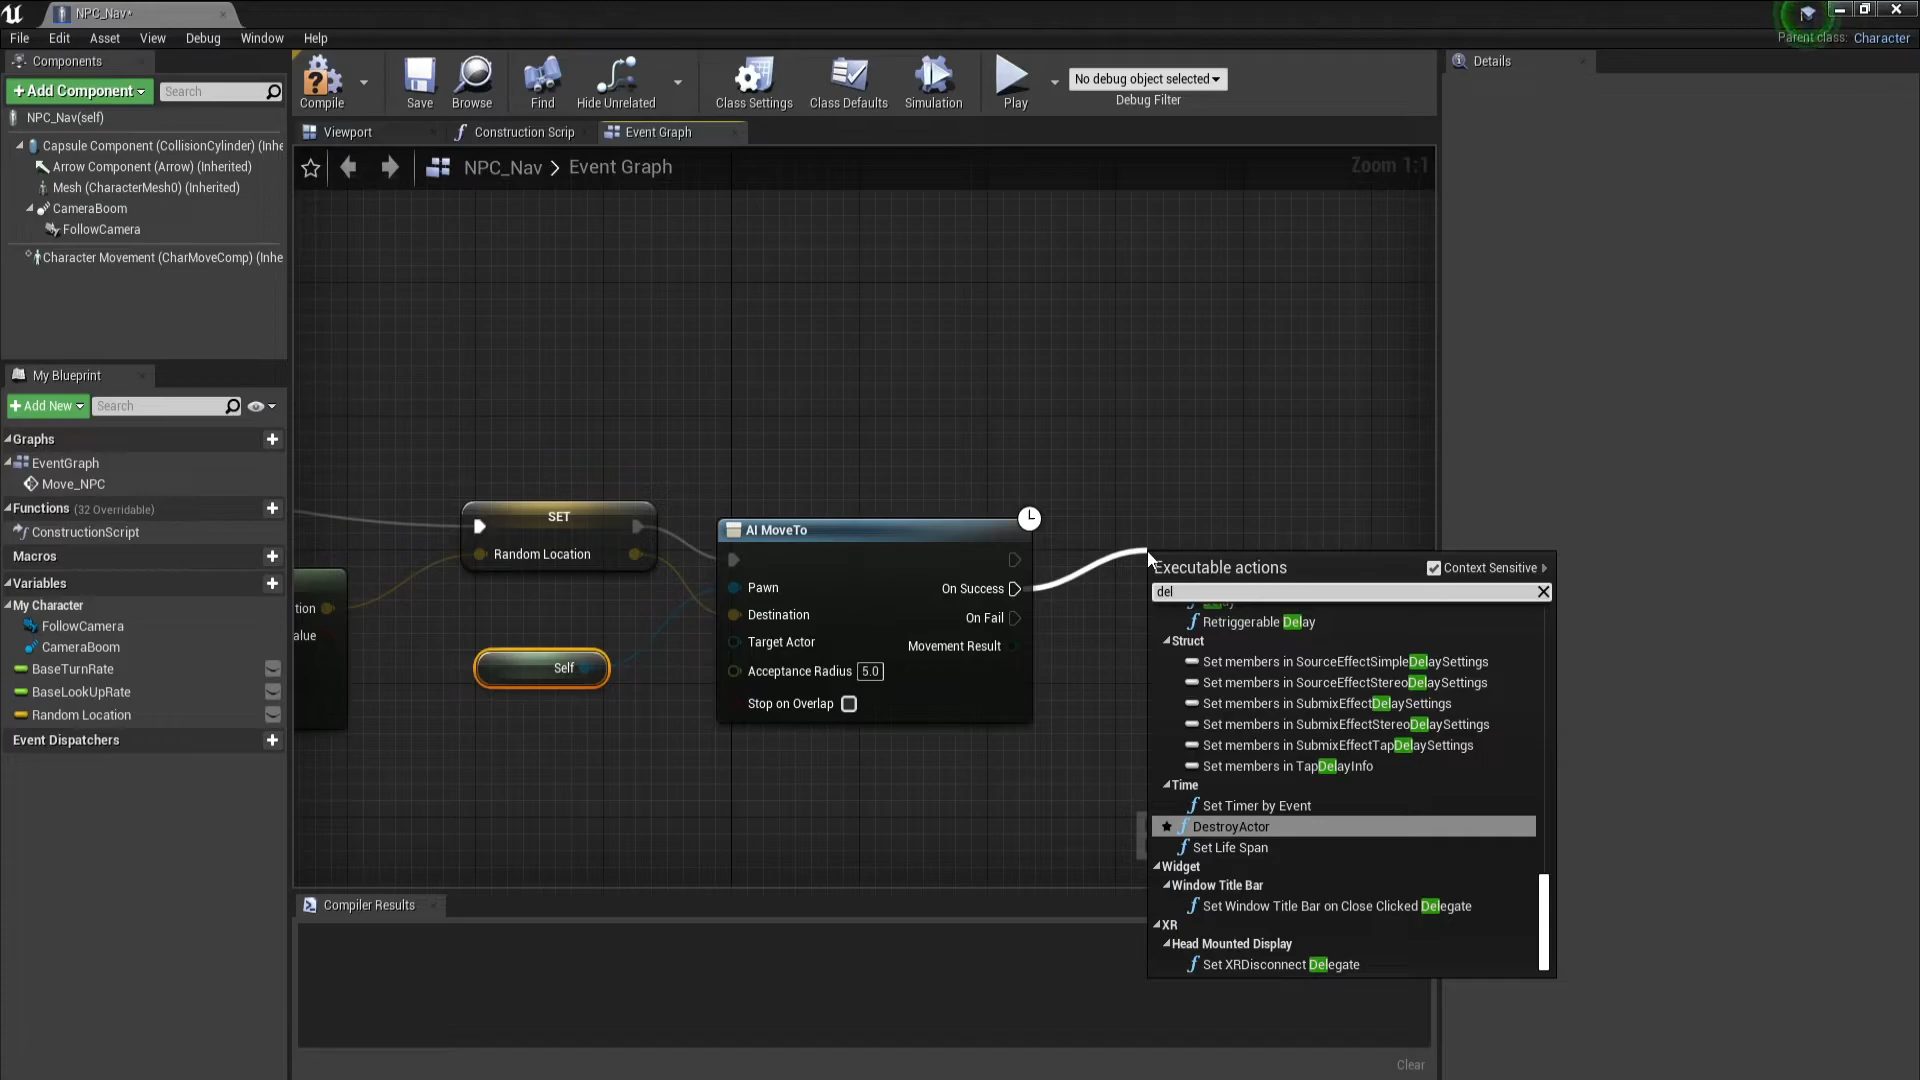 NPC_Nav*
File Edit Asset View Debug Window Help
Parent class: Character
Components
+Add Component
Search
NPC_Nav(self)
Capsule Component (CollisionCylinder) (Inhe
Arrow Component (Arrow) (Inherited)
Mesh (CharacterMesh0) (Inherited)
CameraBoom
FollowCamera
Character Movement (CharMoveComp) (Inhe
My Blueprint
+Add New
Search
Graphs
EventGraph
Move_NPC
Functions (32 Overridable)
ConstructionScript
Macros
Variables
My Character
FollowCamera
CameraBoom
BaseTurnRate
BaseLookUpRate
Random Location
Event Dispatchers
Compile
Save
Browse
Find
Hide Unrelated
Class Settings
Class Defaults
Simulation
Play
No debug object selected
Debug Filter
Viewport
Construction Scrip
Event Graph
NPC_Nav > Event Graph
Zoom 1:1
tion
alue
SET
Random Location
Self
AI MoveTo
Pawn
Destination
Target Actor
Acceptance Radius 5.0
Stop on Overlap
On Success
On Fail
Movement Result
Executable actions
Context Sensitive
del
Retriggerable Delay
Struct
Set members in SourceEffectSimpleDelaySettings
Set members in SourceEffectStereoDelaySettings
Set members in SubmixEffectDelaySettings
Set members in SubmixEffectStereoDelaySettings
Set members in SubmixEffectTapDelaySettings
Set members in TapDelayInfo
Time
Set Timer by Event
DestroyActor
Set Life Span
Widget
Window Title Bar
Set Window Title Bar on Close Clicked Delegate
XR
Head Mounted Display
Set XRDisconnect Delegate
Compiler Results
Clear
Details